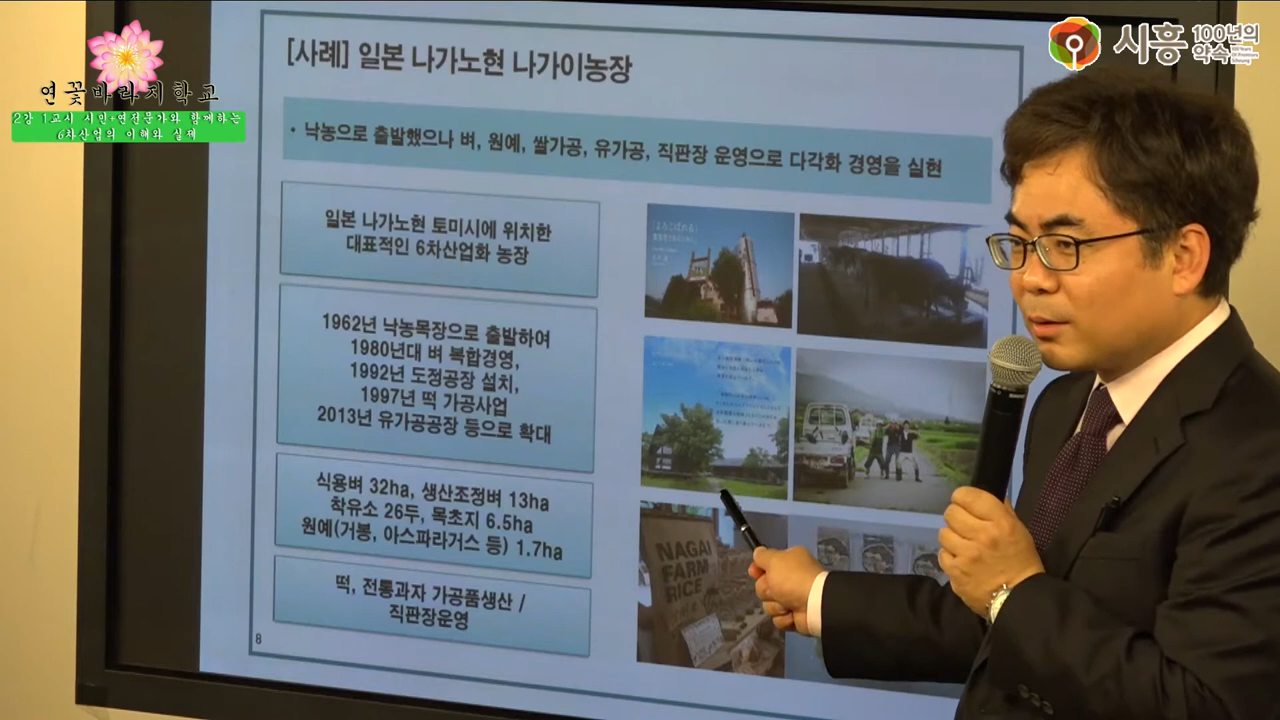 연꽃바라지학교
2강 1교시 시민+연전문가와 함께하는
6차산업의 이해와 실제
시흥
100년의
약속
[사례] 일본 나가노현 나가이농장
• 낙농으로 출발했으나 벼, 원예, 쌀가공, 유가공, 직판장 운영으로 다각화 경영을 실현
일본 나가노현 토미시에 위치한
대표적인 6차산업화 농장
1962년 낙농목장으로 출발하여
1980년대 벼 복합경영,
1992년 도정공장 설치,
1997년 떡 가공사업
2013년 유가공공장 등으로 확대
식용벼 32ha, 생산조정벼 13ha
착유소 26두, 목초지 6.5ha
원예(거봉, 아스파라거스 등) 1.7ha
떡, 전통과자 가공품생산 /
직판장운영
NAGAI
FARM
RICE
8